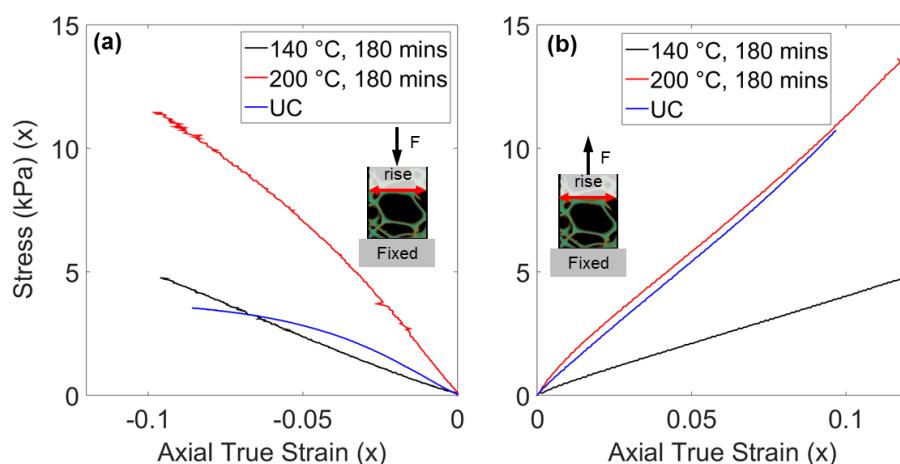 (a)
140 °C, 180 mins
200 °C, 180 mins
UC
F
rise
Fixed
Stress (kPa) (x)
15
10
5
0
-0.1
-0.05
0
Axial True Strain (x)
(b)
140 °C, 180 mins
200 °C, 180 mins
UC
F
rise
Fixed
15
10
5
0
0
0.05
0.1
Axial True Strain (x)